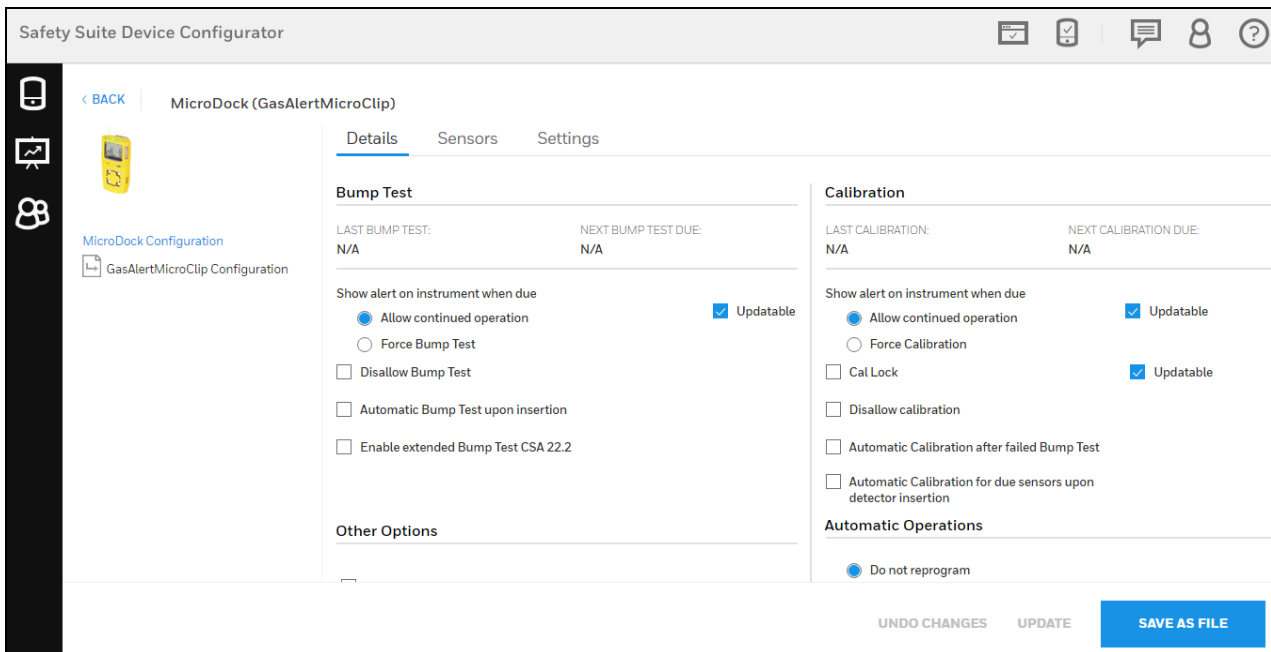 Safety Suite Device Configurator
< BACK
MicroDock (GasAlertMicroClip)
MicroDock Configuration
GasAlertMicroClip Configuration
Details Sensors Settings
Bump Test
LAST BUMP TEST: NEXT BUMP TEST DUE:
N/A N/A
Show alert on instrument when due
Allow continued operation Updatable
Force Bump Test
Disallow Bump Test
Automatic Bump Test upon insertion
Enable extended Bump Test CSA 22.2
Other Options
Calibration
LAST CALIBRATION: NEXT CALIBRATION DUE:
N/A N/A
Show alert on instrument when due
Allow continued operation Updatable
Force Calibration
Cal Lock Updatable
Disallow calibration
Automatic Calibration after failed Bump Test
Automatic Calibration for due sensors upon
detector insertion
Automatic Operations
Do not reprogram
UNDO CHANGES UPDATE SAVE AS FILE